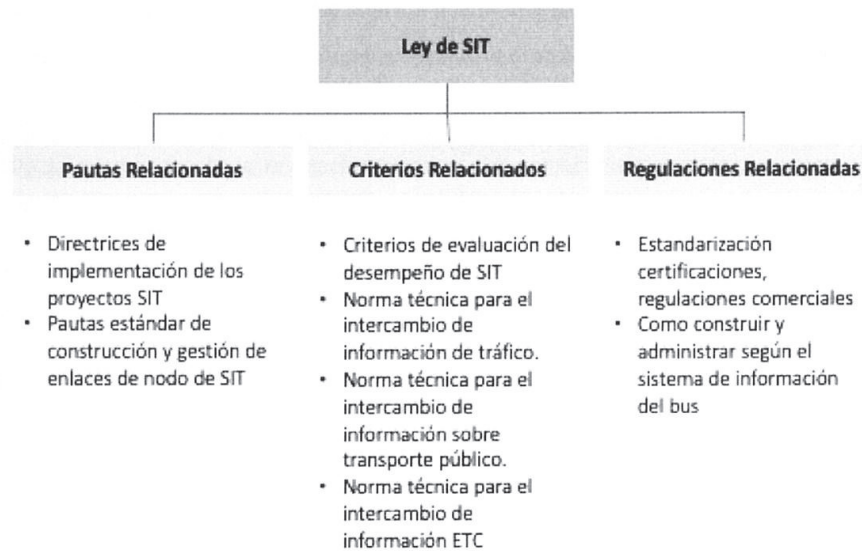 Ley de SIT
Pautas Relacionadas
• Directrices de
implementación de los
proyectos SIT
• Pautas estándar de
construcción y gestión de
enlaces de nodo de SIT
Criterios Relacionados
• Criterios de evaluación del
desempeño de SIT
• Norma técnica para el
intercambio de
información de tráfico.
• Norma técnica para el
intercambio de
información sobre
transporte público.
• Norma técnica para el
intercambio de
información ETC
Regulaciones Relacionadas
• Estandarización
certificaciones,
regulaciones comerciales
• Como construir y
administrar según el
sistema de información
del bus